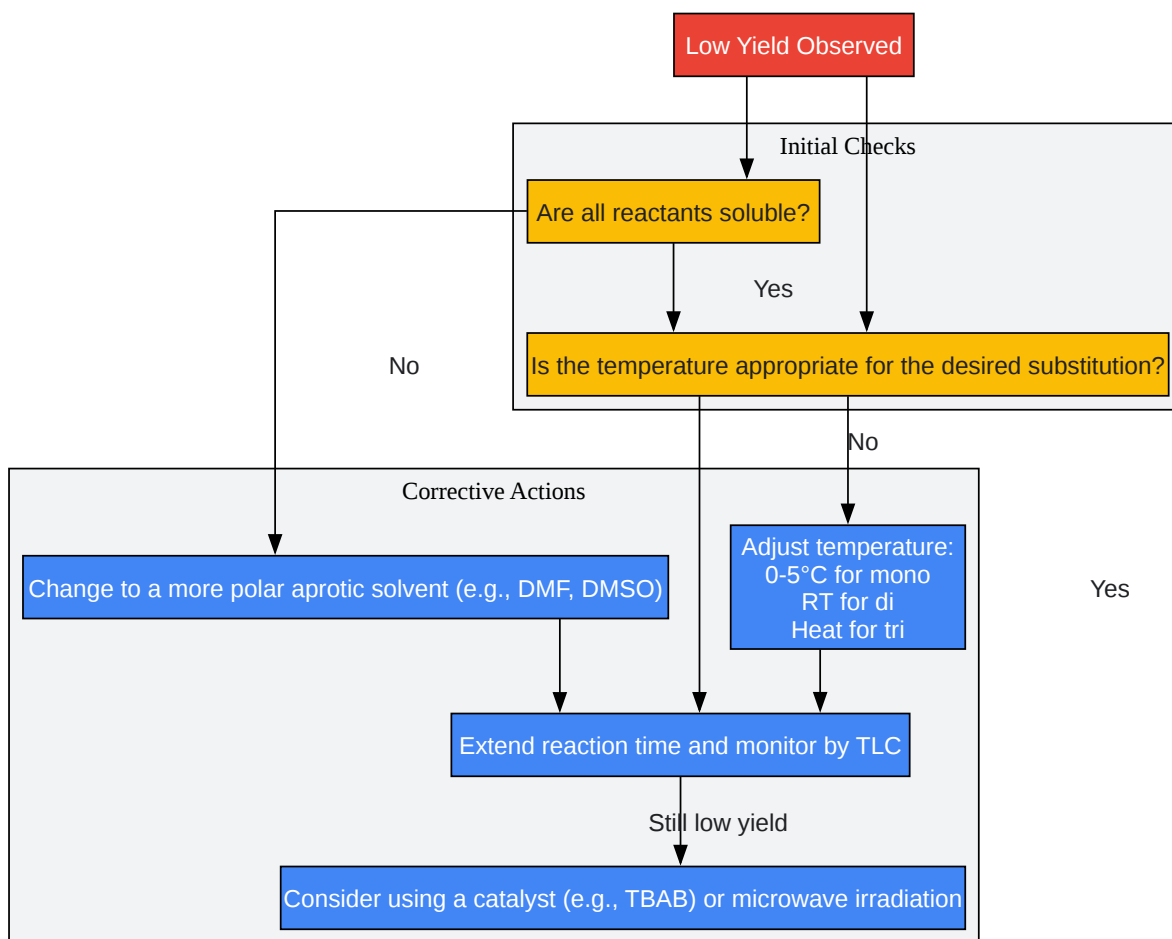 Low Yield Observed
Initial Checks
Are all reactants soluble?
Yes
No
Is the temperature appropriate for the desired substitution?
No
Corrective Actions
Change to a more polar aprotic solvent (e.g., DMF, DMSO)
Adjust temperature:
0-5°C for mono
RT for di
Heat for tri
Yes
Extend reaction time and monitor by TLC
Still low yield
Consider using a catalyst (e.g., TBAB) or microwave irradiation